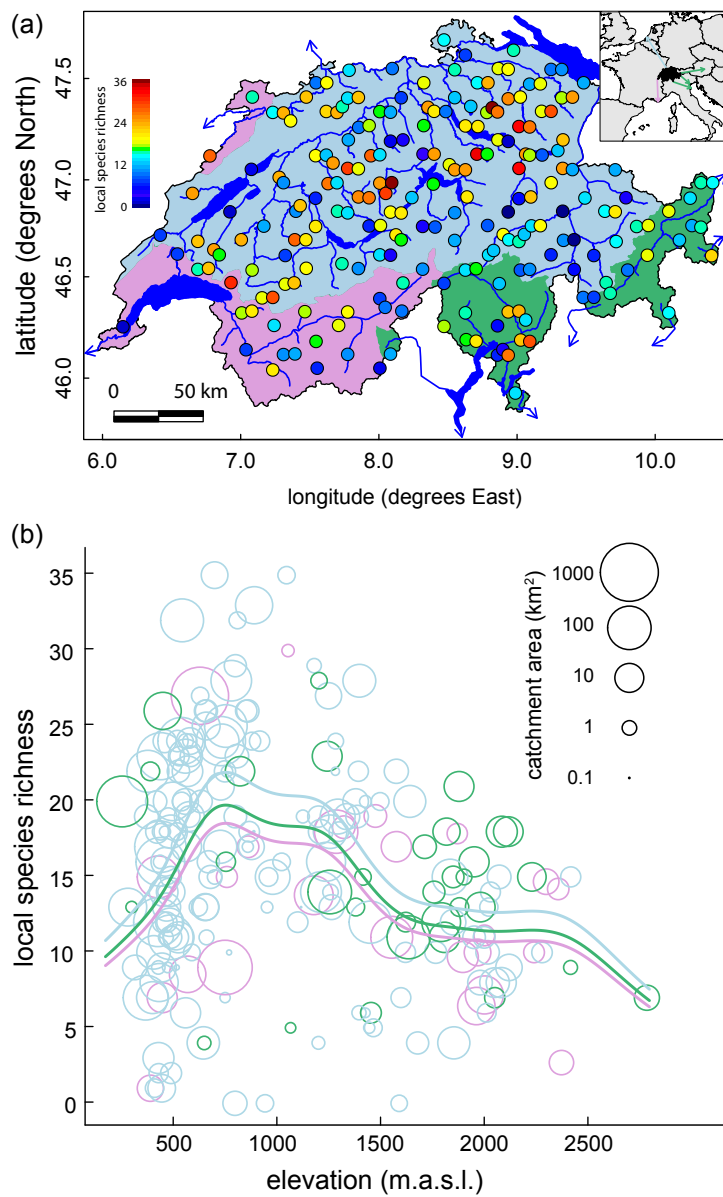 (a)
47.5
47.0
46.5
46.0
latitude (degrees North)
local species richness
36
24
17
12
0
0 50 km
6.0 7.0 8.0 9.0 10.0
longitude (degrees East)
(b)
35
30
25
20
15
10
5
0
local species richness
catchment area (km²)
1000
100
10
1
0.1
500 1000 1500 2000 2500
elevation (m.a.s.l.)